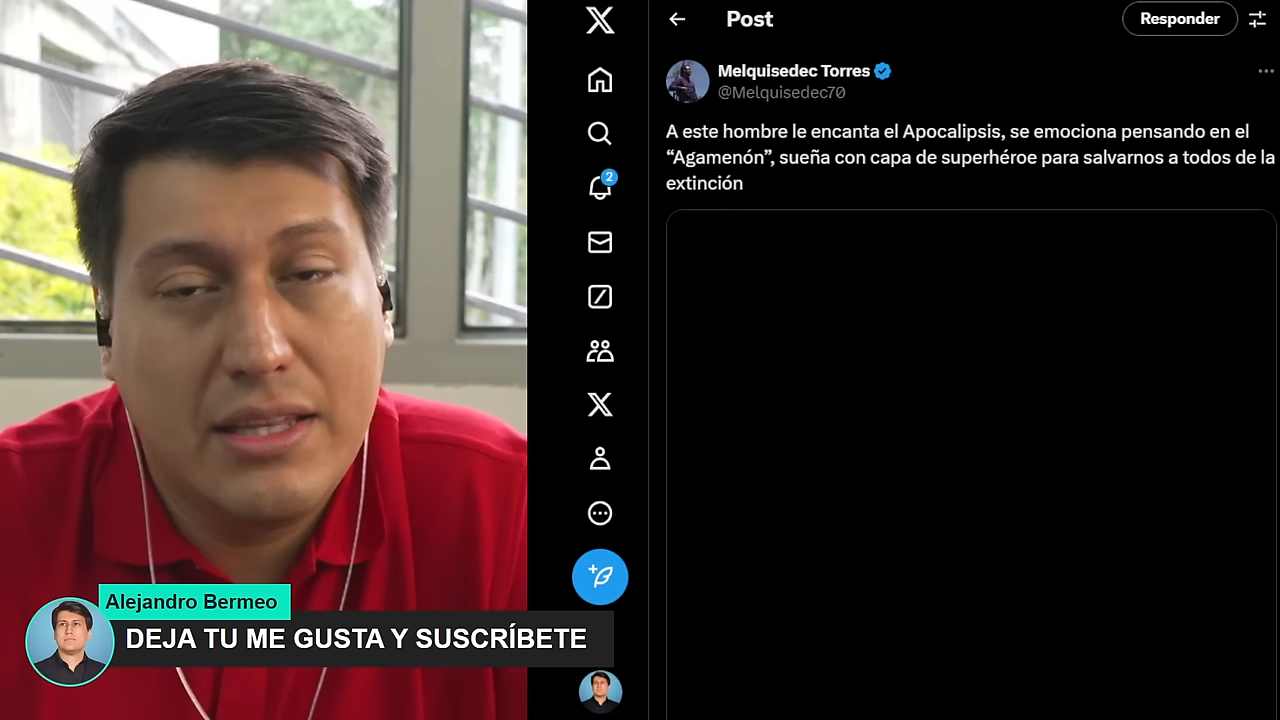 Post
Responder
Melquisedec Torres
@Melquisedec70
A este hombre le encanta el Apocalipsis, se emociona pensando en el
“Agamenón”, sueña con capa de superhéroe para salvarnos a todos de la
extinción
2
Alejandro Bermeo
DEJA TU ME GUSTA Y SUSCRÍBETE